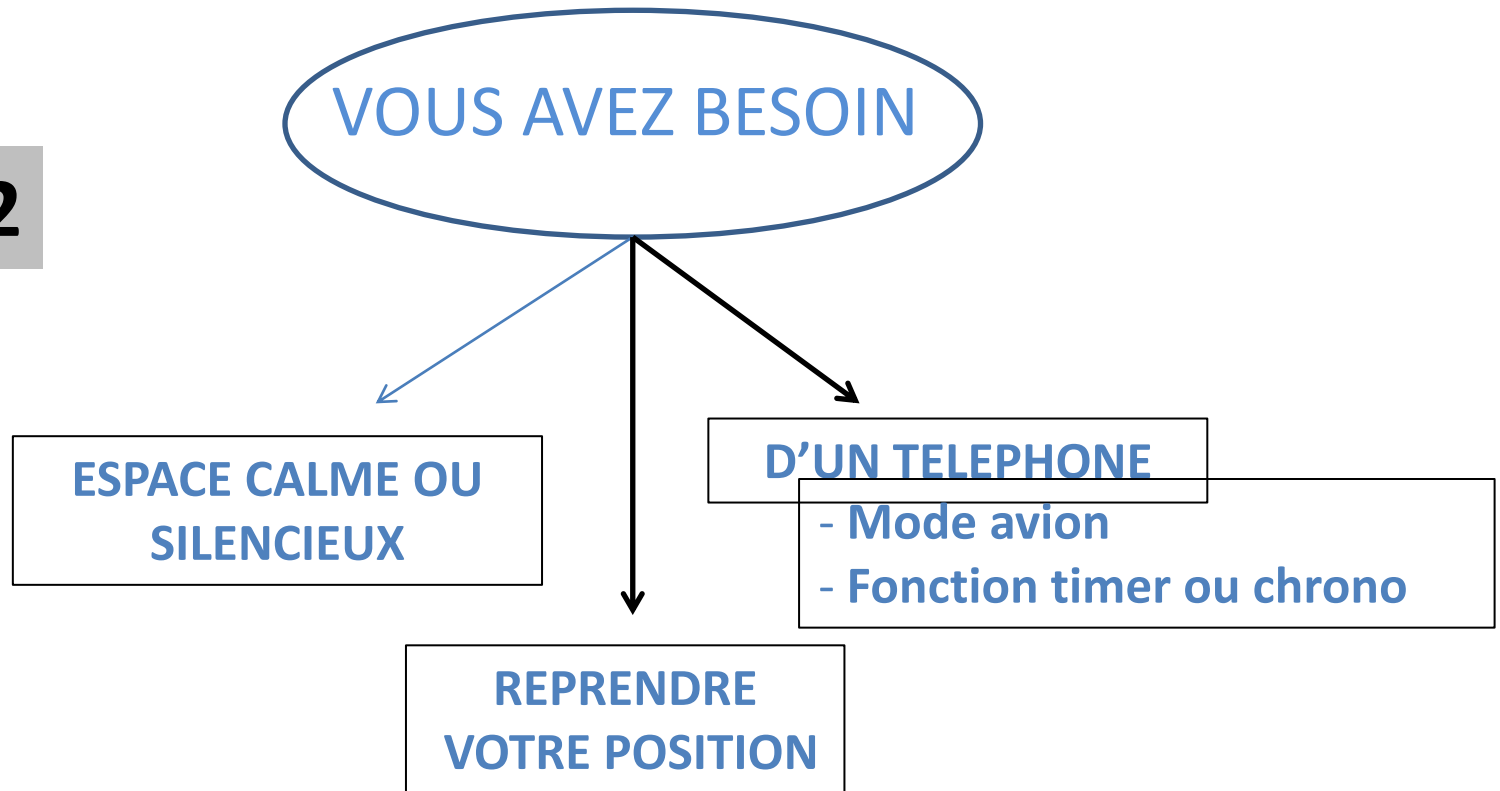 VOUS AVEZ BESOIN
2
ESPACE CALME OU
SILENCIEUX
D’UN TELEPHONE
- Mode avion
- Fonction timer ou chrono
REPRENDRE
VOTRE POSITION